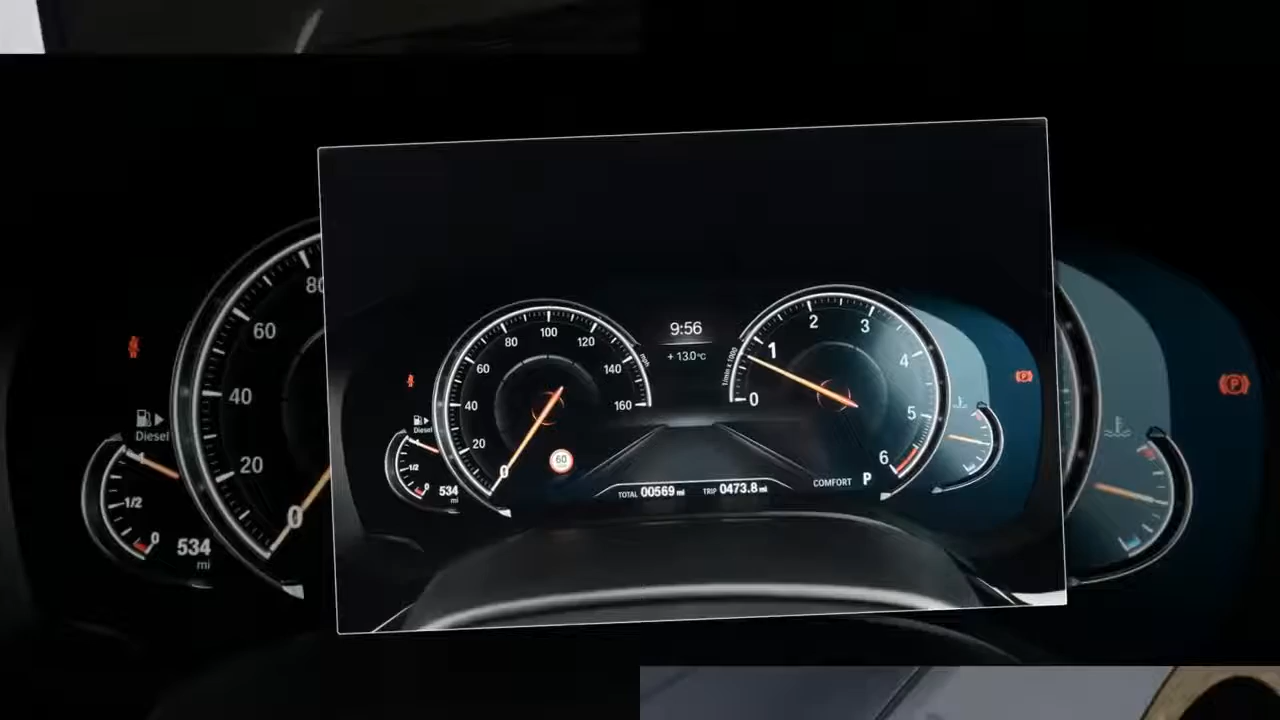 80
60
40
20
0
Diesel
1
1/2
0
534
mi
9:56
+ 13.0°C
80
100
120
60
140
40
160
20
0
mph
60
Diesel
1/2
0
534
mi
1/min x 1000
0
1
2
3
4
5
6
TOTAL 00569 mi TRIP 0473.8 mi
COMFORT P
P
P